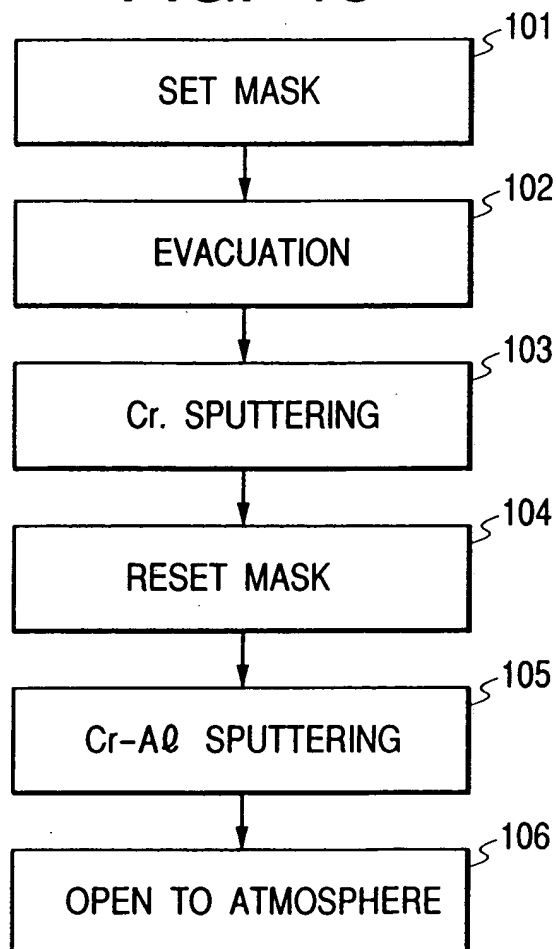 FIG.
101
SET MASK
102
EVACUATION
103
Cr. SPUTTERING
104
RESET MASK
105
Cr-Aℓ SPUTTERING
106
OPEN TO ATMOSPHERE